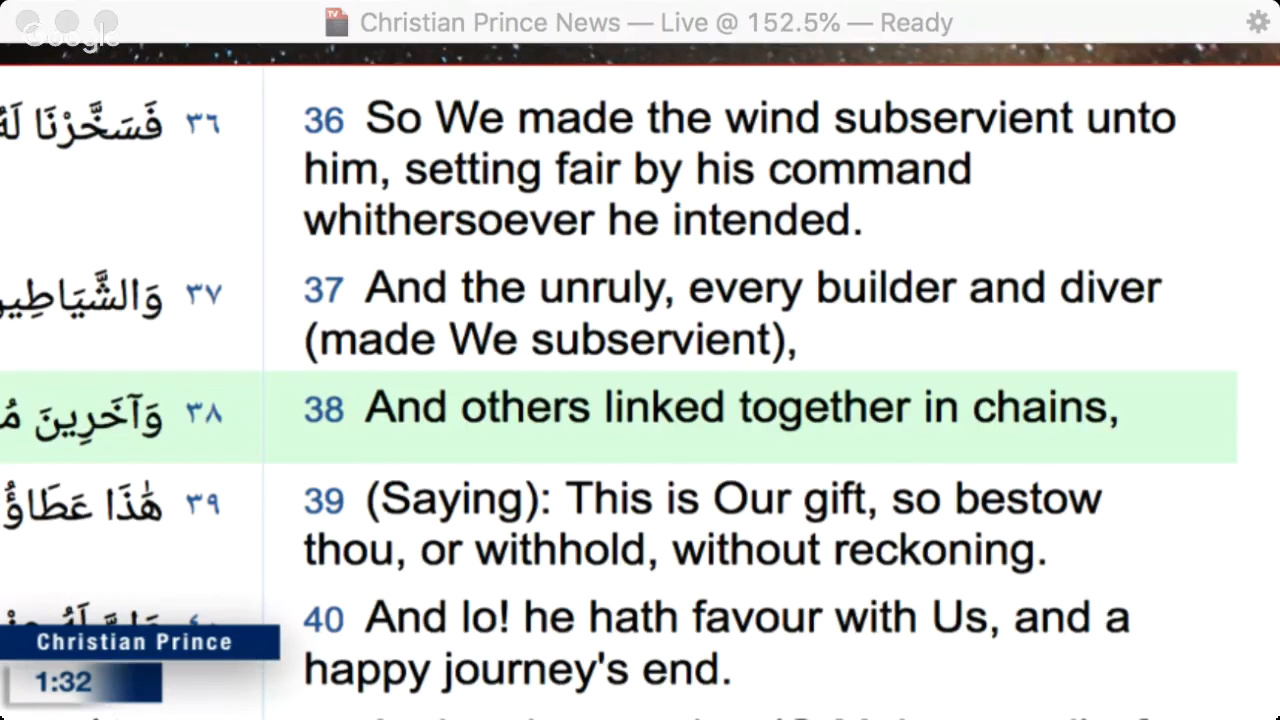 Christian Prince News — Live @ 152.5% — Ready
Google
فَسَخَّرْنَا ٣٦
36 So We made the wind subservient unto
him, setting fair by his command
whithersoever he intended.
٣٧
37 And the unruly, every builder and diver
(made We subservient),
وَآخَرِينَ ٣٨
38 And others linked together in chains,
هَٰذَا ٣٩
39 (Saying): This is Our gift, so bestow
thou, or withhold, without reckoning.
40 And lo! he hath favour with Us, and a
happy journey's end.
Christian Prince
1:32